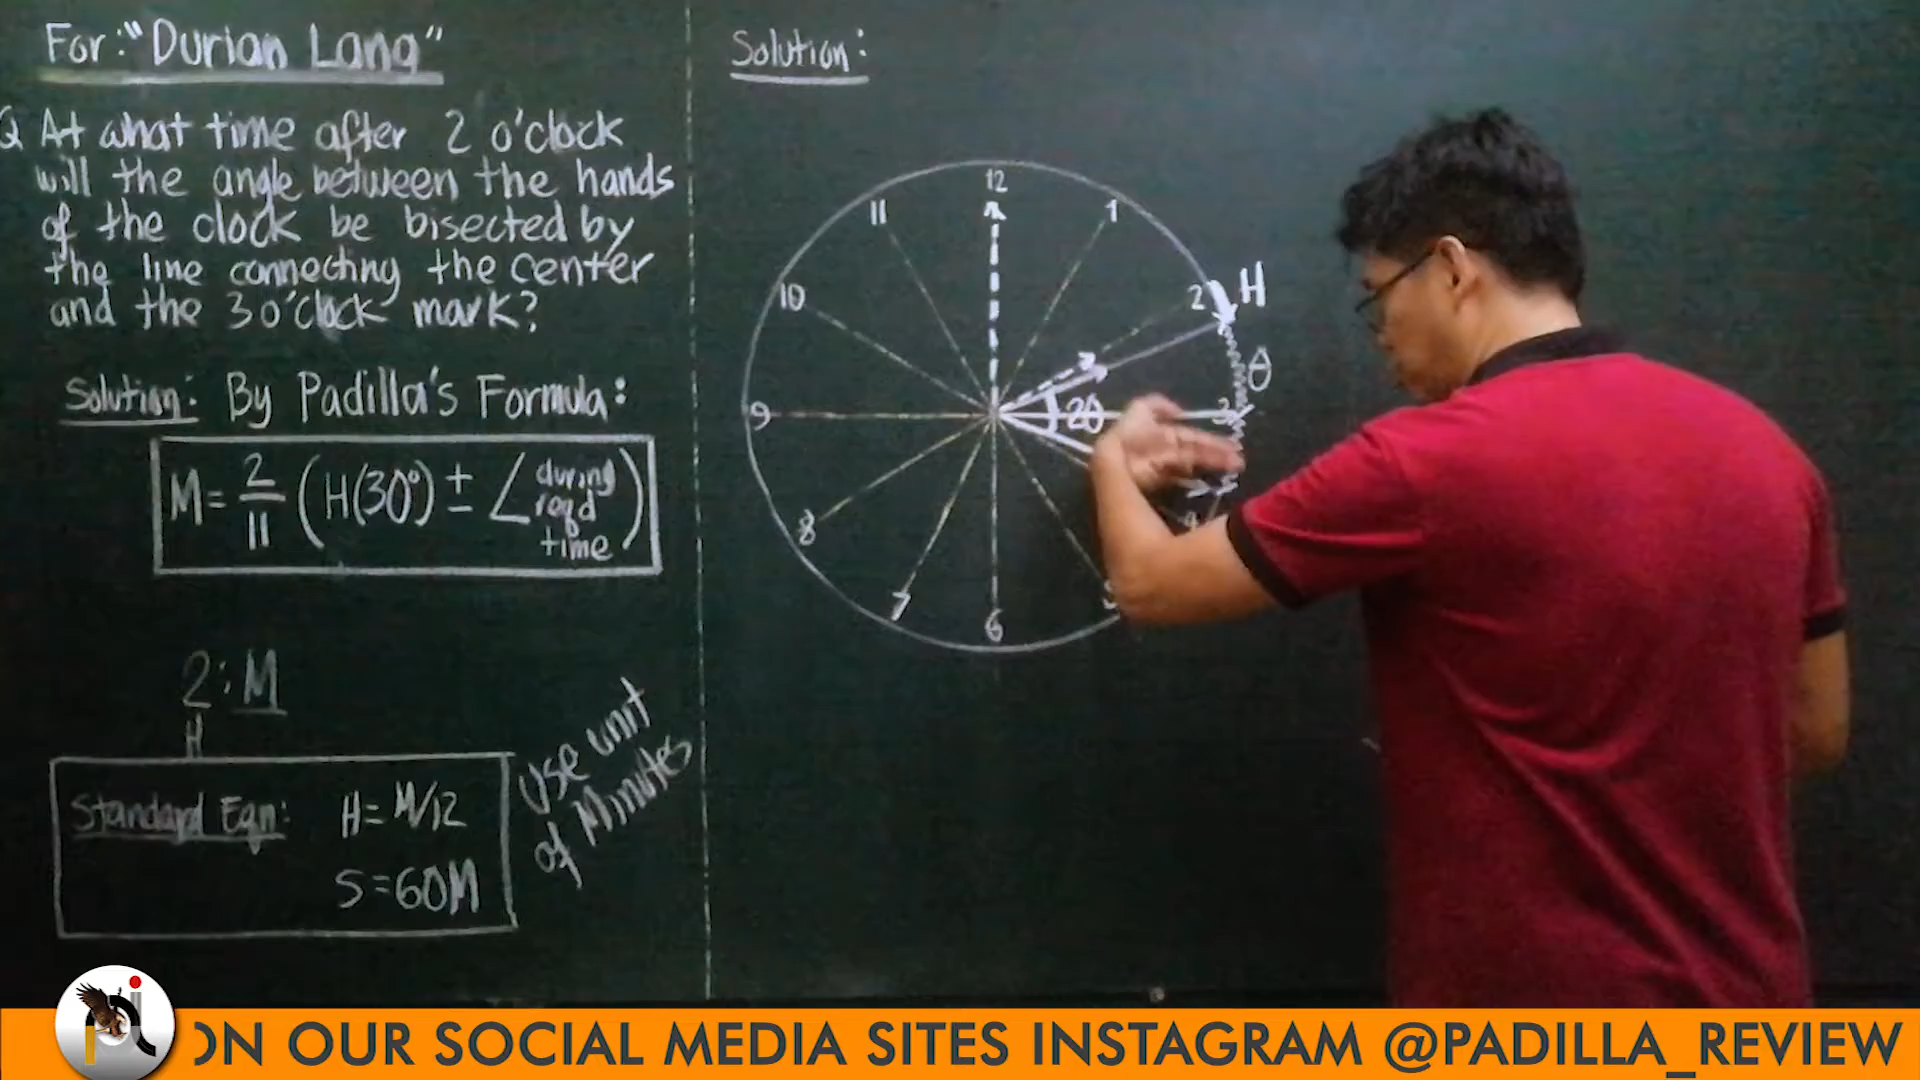 For: "Durian Lang"
Q At what time after 2 o'clock
will the angle between the hands
of the clock be bisected by
the line connecting the center
and the 3 o'clock mark?
Solution: By Padilla's Formula:
M = 2/11 (H(30°) ± ∠ during reqd time)
2 : M
H
Standard Eqn: H = M/12
S = 60M
Use unit
of Minutes
Solution:
12
11
1
10
2
H
θ
2θ
9
3
8
4
7
5
6
ON OUR SOCIAL MEDIA SITES INSTAGRAM @PADILLA_REVIEW